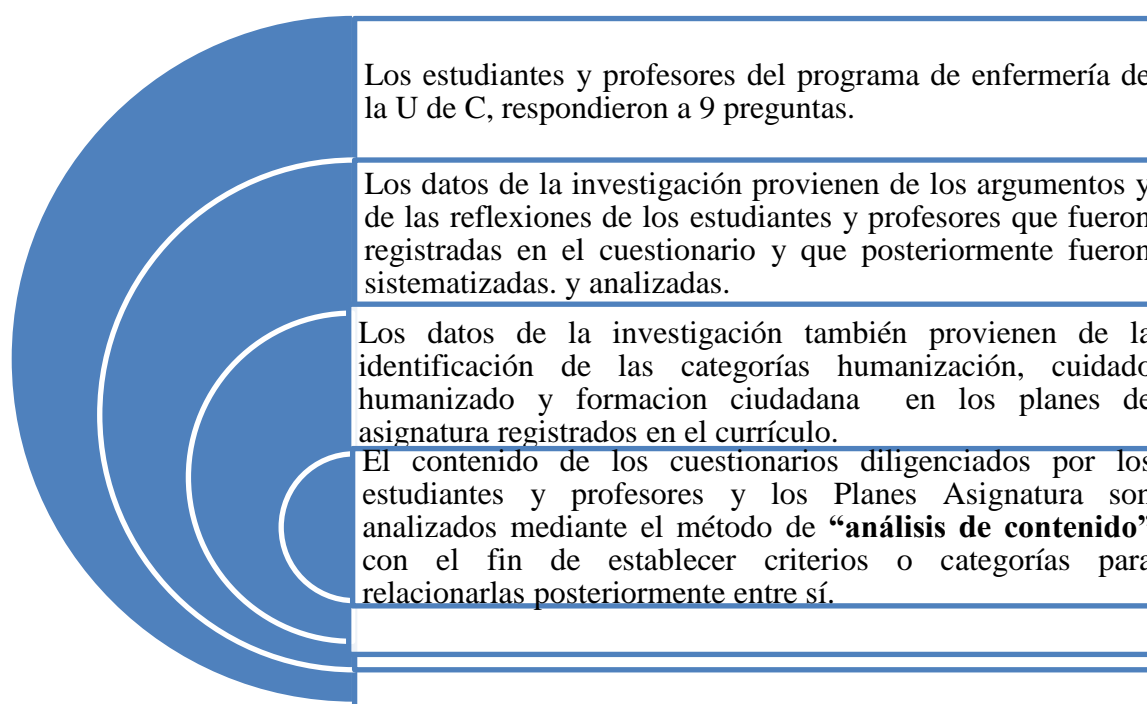 Los estudiantes y profesores del programa de enfermería de
la U de C, respondieron a 9 preguntas.
Los datos de la investigación provienen de los argumentos y
de las reflexiones de los estudiantes y profesores que fueron
registradas en el cuestionario y que posteriormente fueron
sistematizadas. y analizadas.
Los datos de la investigación también provienen de la
identificación de las categorías humanización, cuidado
humanizado y formacion ciudadana en los planes de
asignatura registrados en el currículo.
El contenido de los cuestionarios diligenciados por los
estudiantes y profesores y los Planes Asignatura son
analizados mediante el método de “análisis de contenido”
con el fin de establecer criterios o categorías para
relacionarlas posteriormente entre sí.